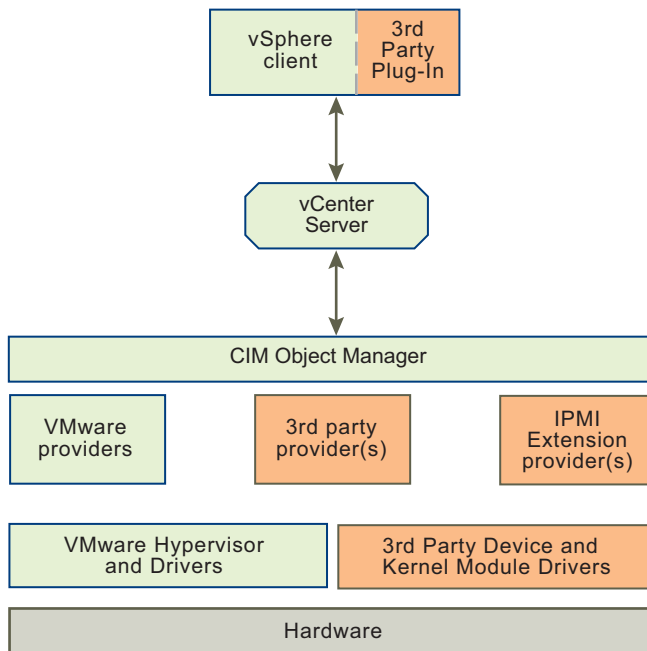 vSphere
client
3rd
Party
Plug-In
vCenter
Server
CIM Object Manager
VMware
providers
3rd party
provider(s)
IPMI
Extension
provider(s)
VMware Hypervisor
and Drivers
3rd Party Device and
Kernel Module Drivers
Hardware